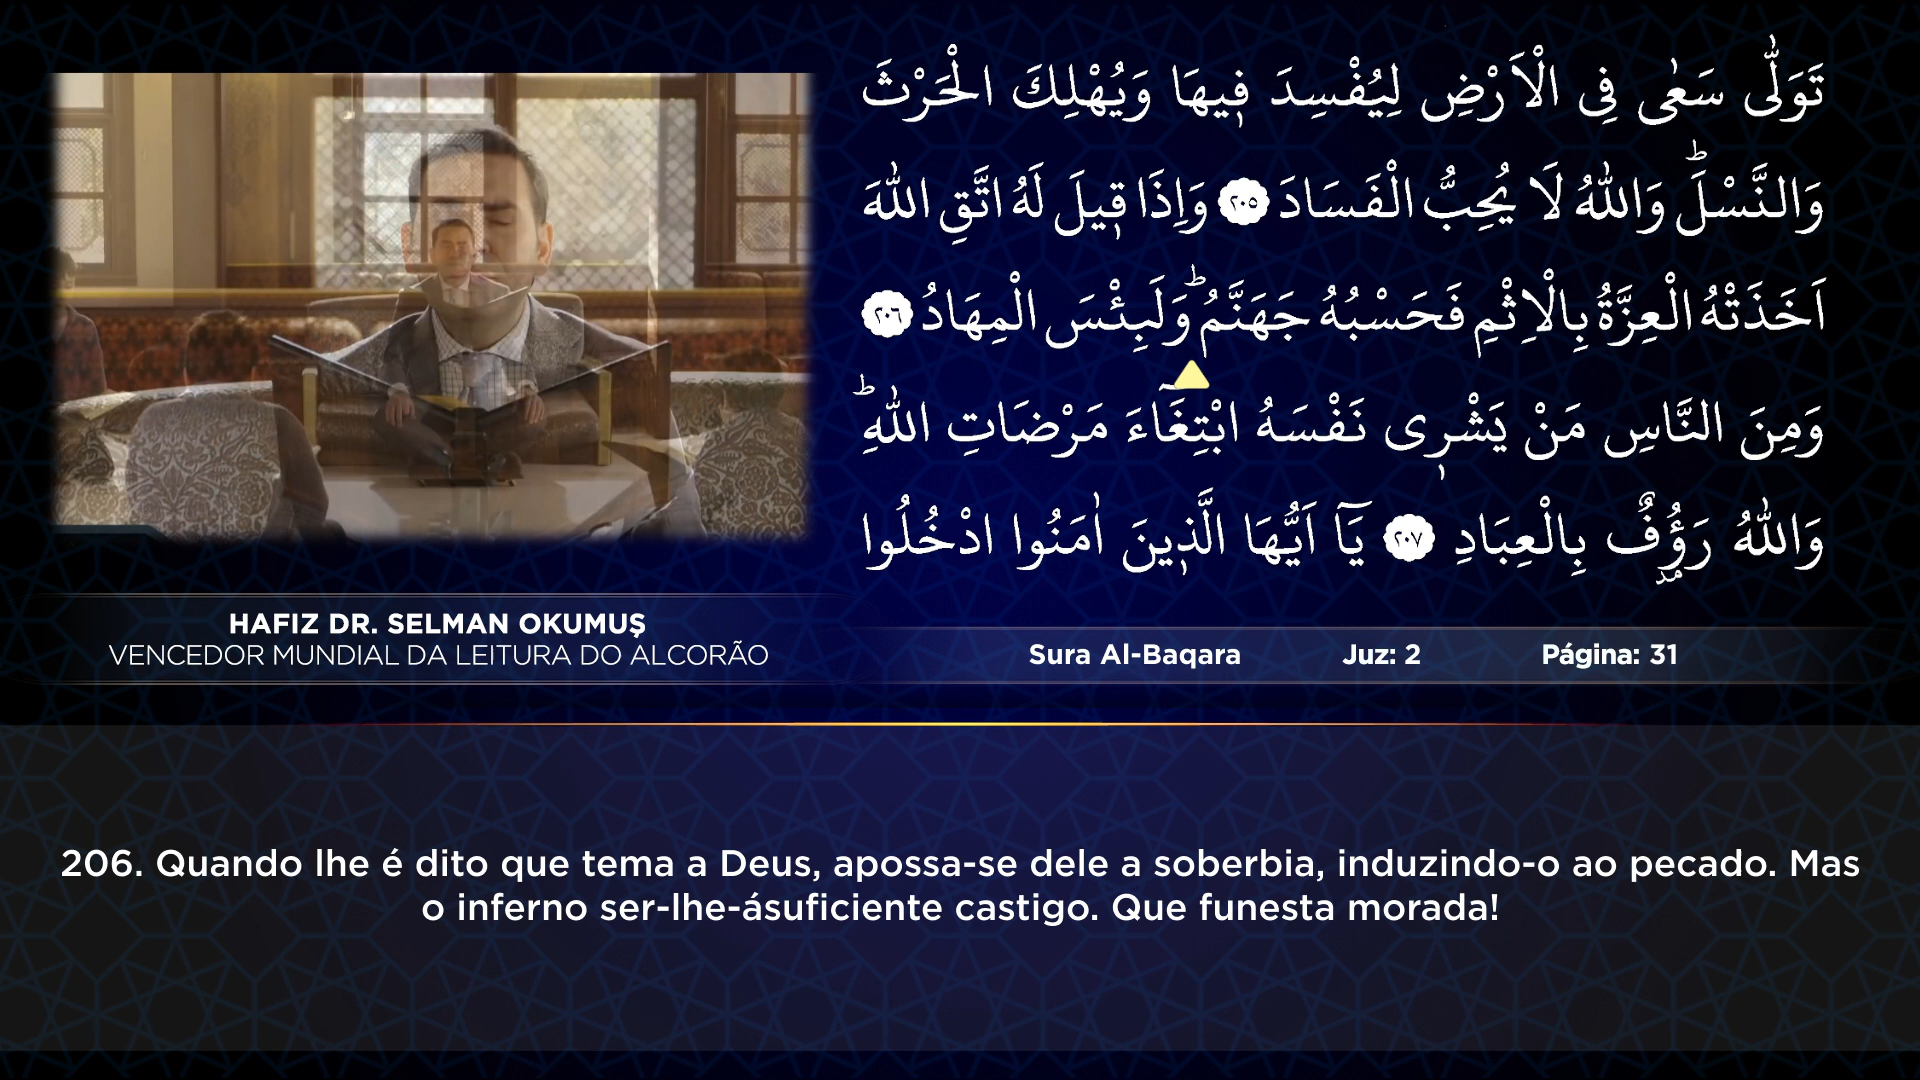 تَوَلّٰى سَعٰى فِى الْاَرْضِ لِيُفْسِدَ فٖيهَا وَيُهْلِكَ الْحَرْثَ
وَالنَّسْلَؕ وَاللّٰهُ لَا يُحِبُّ الْفَسَادَ ٢٠٥ وَاِذَا قٖيلَ لَهُ اتَّقِ اللّٰهَ
اَخَذَتْهُ الْعِزَّةُ بِالْاِثْمِ فَحَسْبُهُ جَهَنَّمُؕ وَلَبِئْسَ الْمِهَادُ ٢٠٦
وَمِنَ النَّاسِ مَنْ يَشْرٖى نَفْسَهُ ابْتِغَٓاءَ مَرْضَاتِ اللّٰهِؕ
وَاللّٰهُ رَؤُ۫فٌ بِالْعِبَادِ ٢٠٧ يَٓا اَيُّهَا الَّذٖينَ اٰمَنُوا ادْخُلُوا
HAFIZ DR. SELMAN OKUMUŞ
VENCEDOR MUNDIAL DA LEITURA DO ALCORÃO
Sura Al-Baqara Juz: 2 Página: 31
206. Quando lhe é dito que tema a Deus, apossa-se dele a soberbia, induzindo-o ao pecado. Mas
o inferno ser-lhe-ásuficiente castigo. Que funesta morada!